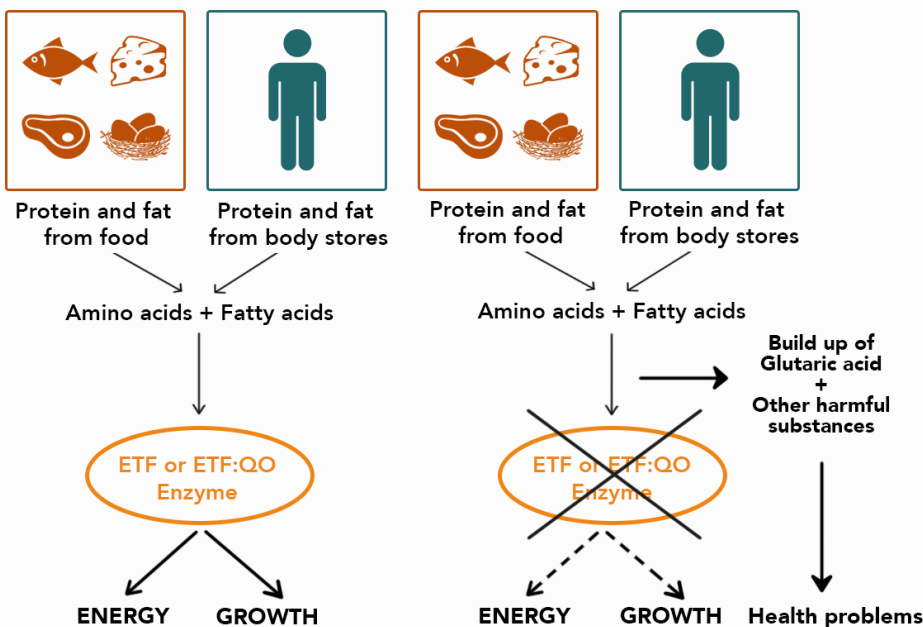 Protein and fat
from food
Protein and fat
from body stores
Amino acids + Fatty acids
ETF or ETF:QO
Enzyme
ENERGY
GROWTH
Protein and fat
from food
Protein and fat
from body stores
Amino acids + Fatty acids
Build up of
Glutaric acid
+
Other harmful
substances
ETF or ETF:QO
Enzyme
ENERGY
GROWTH
Health problems